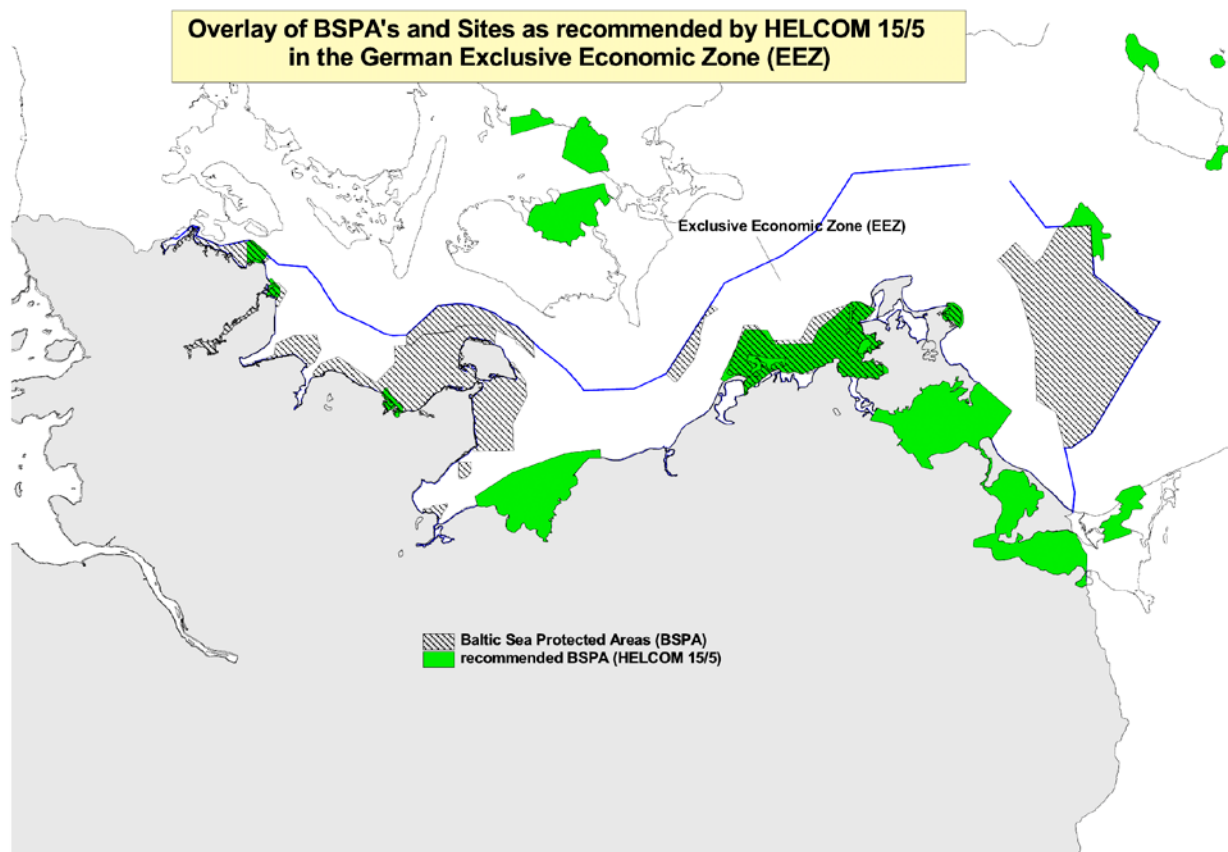 Overlay of BSPA's and Sites as recommended by HELCOM 15/5
in the German Exclusive Economic Zone (EEZ)
Exclusive Economic Zone (EEZ)
Baltic Sea Protected Areas (BSPA)
recommended BSPA (HELCOM 15/5)